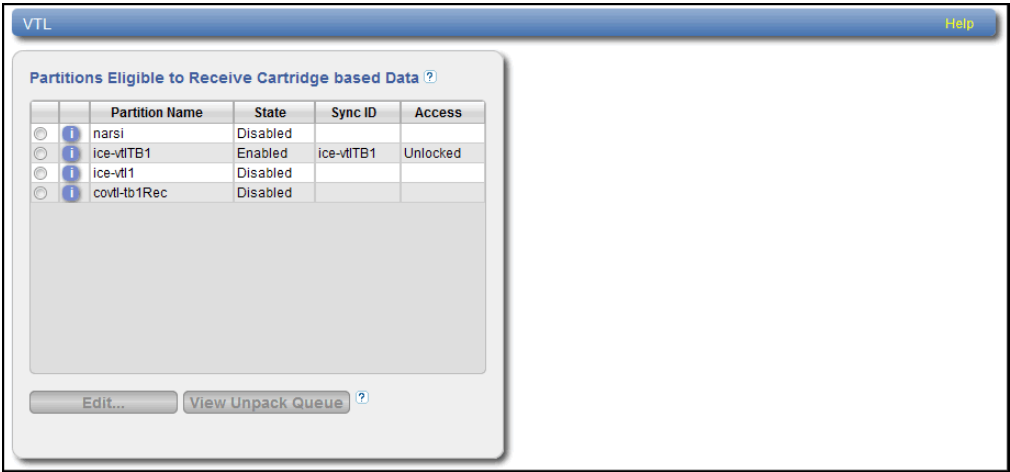 VTL Help
Partitions Eligible to Receive Cartridge based Data ?
Partition Name State Sync ID Access
i narsi Disabled
i ice-vtlTB1 Enabled ice-vtlTB1 Unlocked
i ice-vtl1 Disabled
i covtl-tb1Rec Disabled
Edit... View Unpack Queue ?